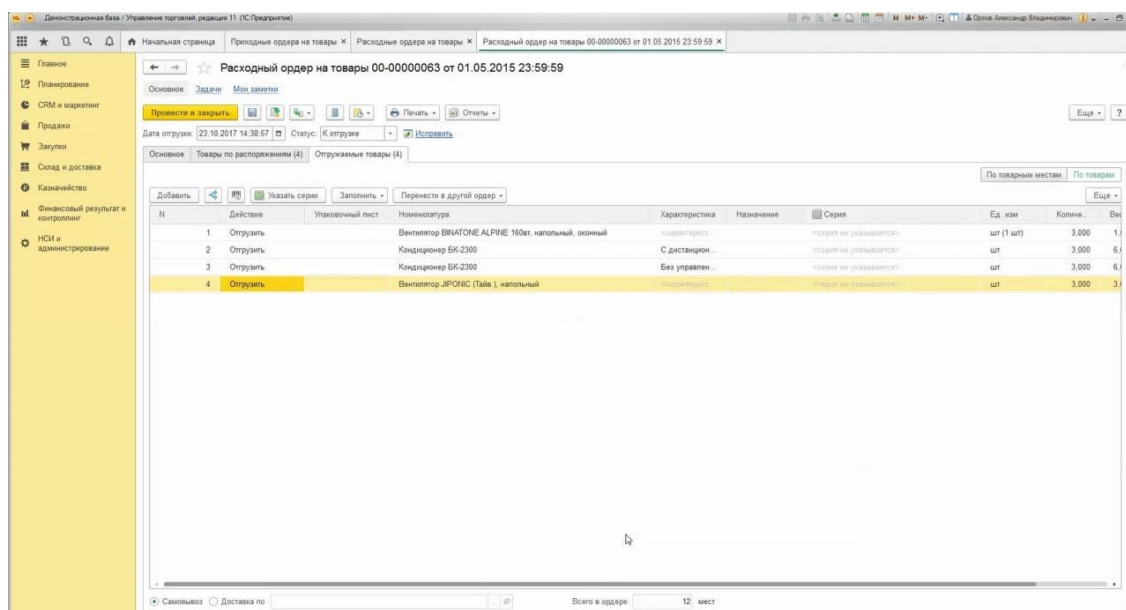 Демонстрационная база / Управление торговлей, редакция 11 (1С:Предприятие)
M M+ M- Орлов Александр Владимирович
Начальная страница Приходные ордера на товары × Расходные ордера на товары × Расходный ордер на товары 00-00000063 от 01.05.2015 23:59:59 ×
Главное
Планирование
CRM и маркетинг
Продажи
Закупки
Склад и доставка
Казначейство
Финансовый результат и
контроллинг
НСИ и
администрирование
Расходный ордер на товары 00-00000063 от 01.05.2015 23:59:59
Основное Задачи Мои заметки
Провести и закрыть Печать Отчеты Еще ?
Дата отгрузки: 23.10.2017 14:38:57 Статус: К отгрузке Исправить
Основное Товары по распоряжениям (4) Отгружаемые товары (4)
По товарным местам По товарам
Добавить Указать серии Заполнить Перенести в другой ордер Еще
N Действие Упаковочный лист Номенклатура Характеристика Назначение Серия Ед. изм Количе... Вес
1 Отгрузить Вентилятор BINATONE ALPINE 160вт, напольный, оконный <характерист... <серия не указывается> шт (1 шт) 3,000
2 Отгрузить Кондиционер БК-2300 С дистанцион... <серия не указывается> шт 3,000
3 Отгрузить Кондиционер БК-2300 Без управлен... <серия не указывается> шт 3,000
4 Отгрузить Вентилятор JIPONIC (Тайв.), напольный <характерист... <серия не указывается> шт 3,000
Самовывоз Доставка по Всего в ордере: 12 мест